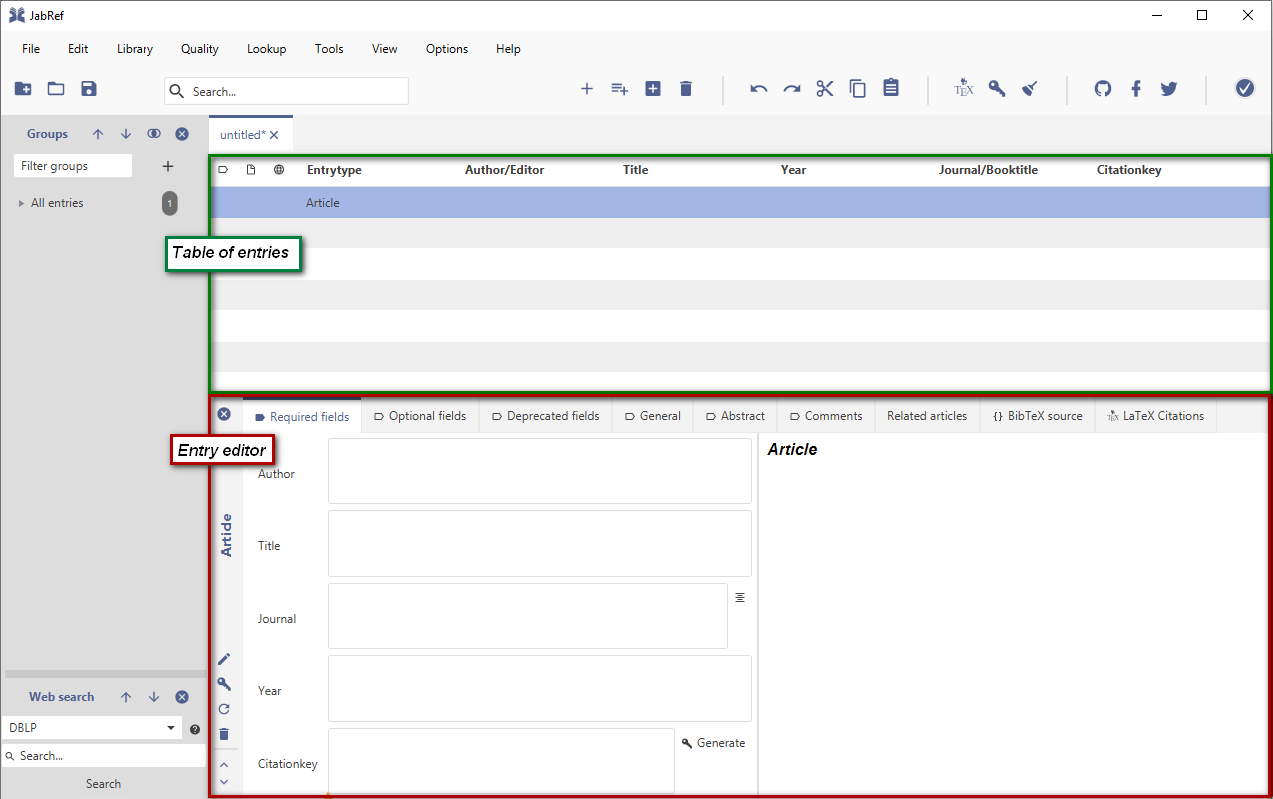 JabRef
File Edit Library Quality Lookup Tools View Options Help
Search...
TEX
Groups
untitled*
Filter groups
Entrytype Author/Editor Title Year Journal/Booktitle Citationkey
All entries 1
Article
Table of entries
Required fields Optional fields Deprecated fields General Abstract Comments Related articles {} BibTeX source TEX LaTeX Citations
Entry editor
Article
Author
Article
Title
Journal
Year
Citationkey
Generate
Web search
DBLP
Search...
Search